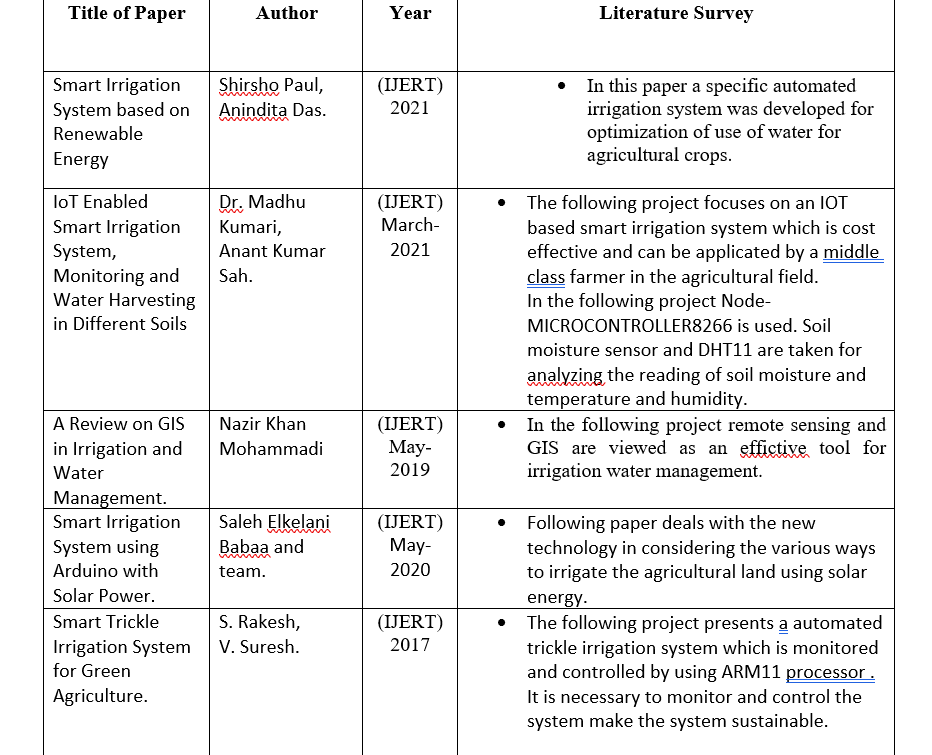 Title of Paper
Author
Year
Literature Survey
Smart Irrigation
System based on
Renewable
Energy
Shirsho Paul,
Anindita Das.
(IJERT)
2021
• In this paper a specific automated
irrigation system was developed for
optimization of use of water for
agricultural crops.
IoT Enabled
Smart Irrigation
System,
Monitoring and
Water Harvesting
in Different Soils
Dr. Madhu
Kumari,
Anant Kumar
Sah.
(IJERT)
March-
2021
• The following project focuses on an IOT
based smart irrigation system which is cost
effective and can be applicated by a middle
class farmer in the agricultural field.
In the following project Node-
MICROCONTROLLER8266 is used. Soil
moisture sensor and DHT11 are taken for
analyzing the reading of soil moisture and
temperature and humidity.
A Review on GIS
in Irrigation and
Water
Management.
Nazir Khan
Mohammadi
(IJERT)
May-
2019
• In the following project remote sensing and
GIS are viewed as an effictive tool for
irrigation water management.
Smart Irrigation
System using
Arduino with
Solar Power.
Saleh Elkelani
Babaa and
team.
(IJERT)
May-
2020
• Following paper deals with the new
technology in considering the various ways
to irrigate the agricultural land using solar
energy.
Smart Trickle
Irrigation System
for Green
Agriculture.
S. Rakesh,
V. Suresh.
(IJERT)
2017
• The following project presents a automated
trickle irrigation system which is monitored
and controlled by using ARM11 processor .
It is necessary to monitor and control the
system make the system sustainable.